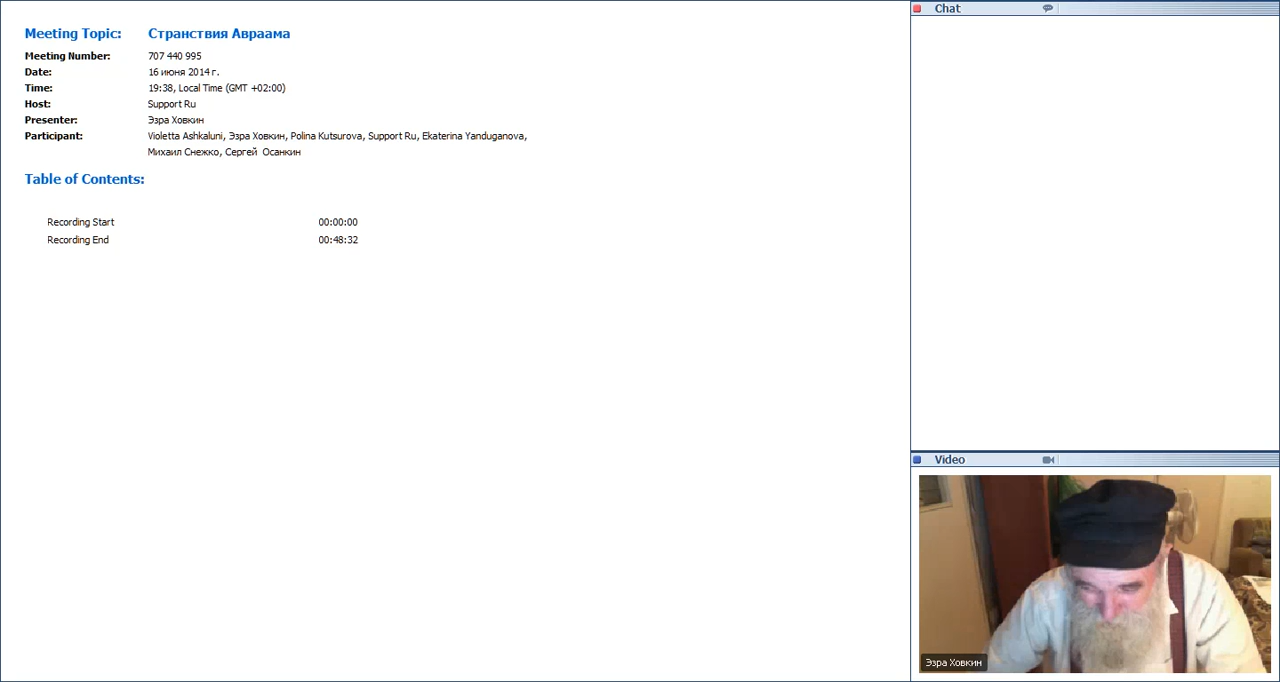 Meeting Topic: Странствия Авраама
Meeting Number: 707 440 995
Date: 16 июня 2014 г.
Time: 19:38, Local Time (GMT +02:00)
Host: Support Ru
Presenter: Эзра Ховкин
Participant: Violetta Ashkaluni, Эзра Ховкин, Polina Kutsurova, Support Ru, Ekaterina Yanduganova,
Михаил Снежко, Сергей Осанкин
Table of Contents:
Recording Start 00:00:00
Recording End 00:48:32
Chat
Video
Эзра Ховкин